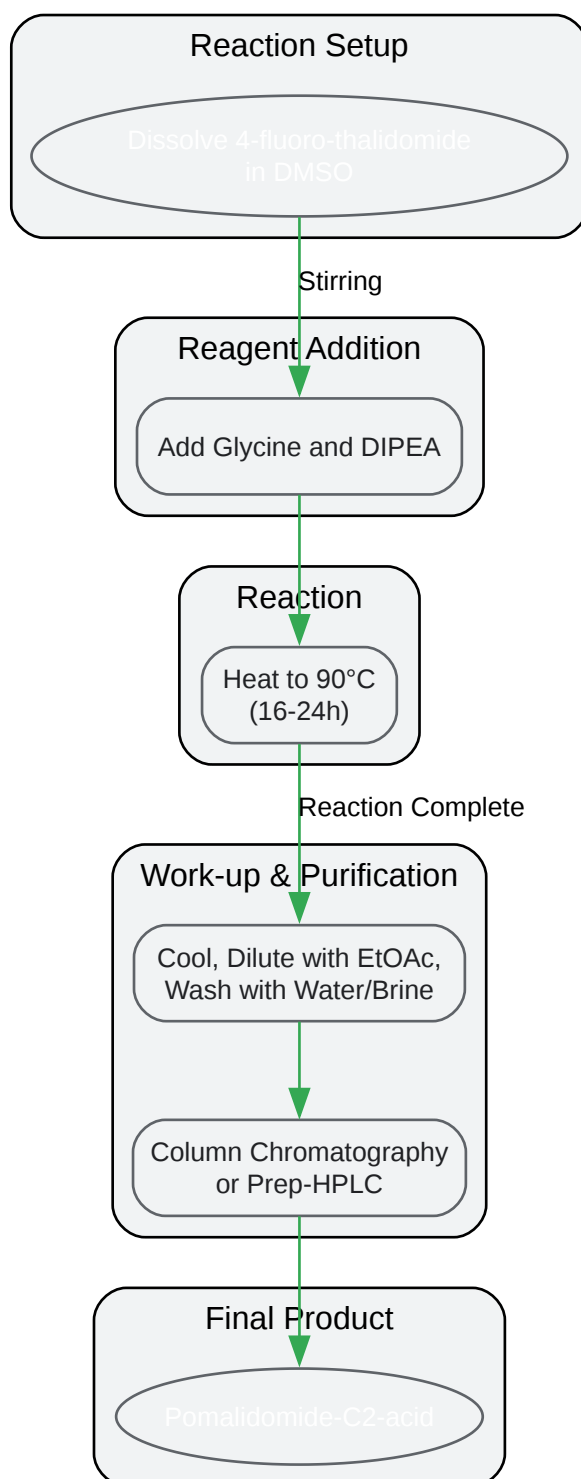 Reaction Setup
Dissolve 4-fluoro-thalidomide
in DMSO
Stirring
Reagent Addition
Add Glycine and DIPEA
Reaction
Heat to 90°C
(16-24h)
Reaction Complete
Work-up & Purification
Cool, Dilute with EtOAc,
Wash with Water/Brine
Column Chromatography
or Prep-HPLC
Final Product
Pomalidomide-C2-acid